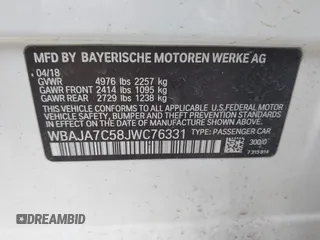 MFD BY BAYERISCHE MOTOREN WERKE AG
04/18
GVWR 4976 lbs 2257 kg
GAWR FRONT 2414 lbs 1095 kg
GAWR REAR 2729 lbs 1238 kg
THIS VEHICLE CONFORMS TO ALL APPLICABLE
U.S. FEDERAL MOTOR VEHICLE
SAFETY, BUMPER, AND THEFT PREVENTION
STANDARDS IN EFFECT ON THE DATE OF
MANUFACTURE SHOWN ABOVE.
WBAJA7C58JWC76331 TYPE: PASSENGER CAR
300/0
DREAMBID